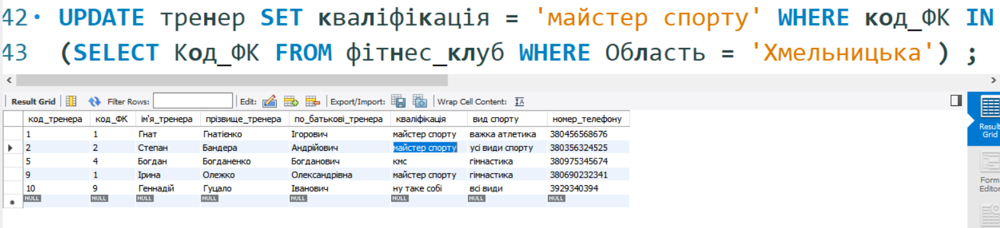 42 UPDATE тренер SET кваліфікація = 'майстер спорту' WHERE код_ФК IN
43 (SELECT Код_ФК FROM фітнес_клуб WHERE Область = 'Хмельницька') ;
Result Grid Filter Rows: Edit: Export/Import: Wrap Cell Content: IA
код_тренера код_ФК ім'я_тренера прізвище_тренера по_батькові_тренера кваліфікація вид спорту номер_телефону
1 1 Гнат Гнатієнко Ігорович майстер спорту важка атлетика 380456568676
2 2 Степан Бандера Андрійович майстер спорту усі види спорту 380356324525
5 4 Богдан Богданенко Богданович кмс гімнастика 380975345674
9 1 Ірина Олежко Олександрівна майстер спорту гімнастика 380690232341
10 9 Геннадій Гуцало Іванович ну таке собі всі види 3929340394
NULL NULL NULL NULL NULL NULL NULL NULL
Result
Grid
Form
Editor